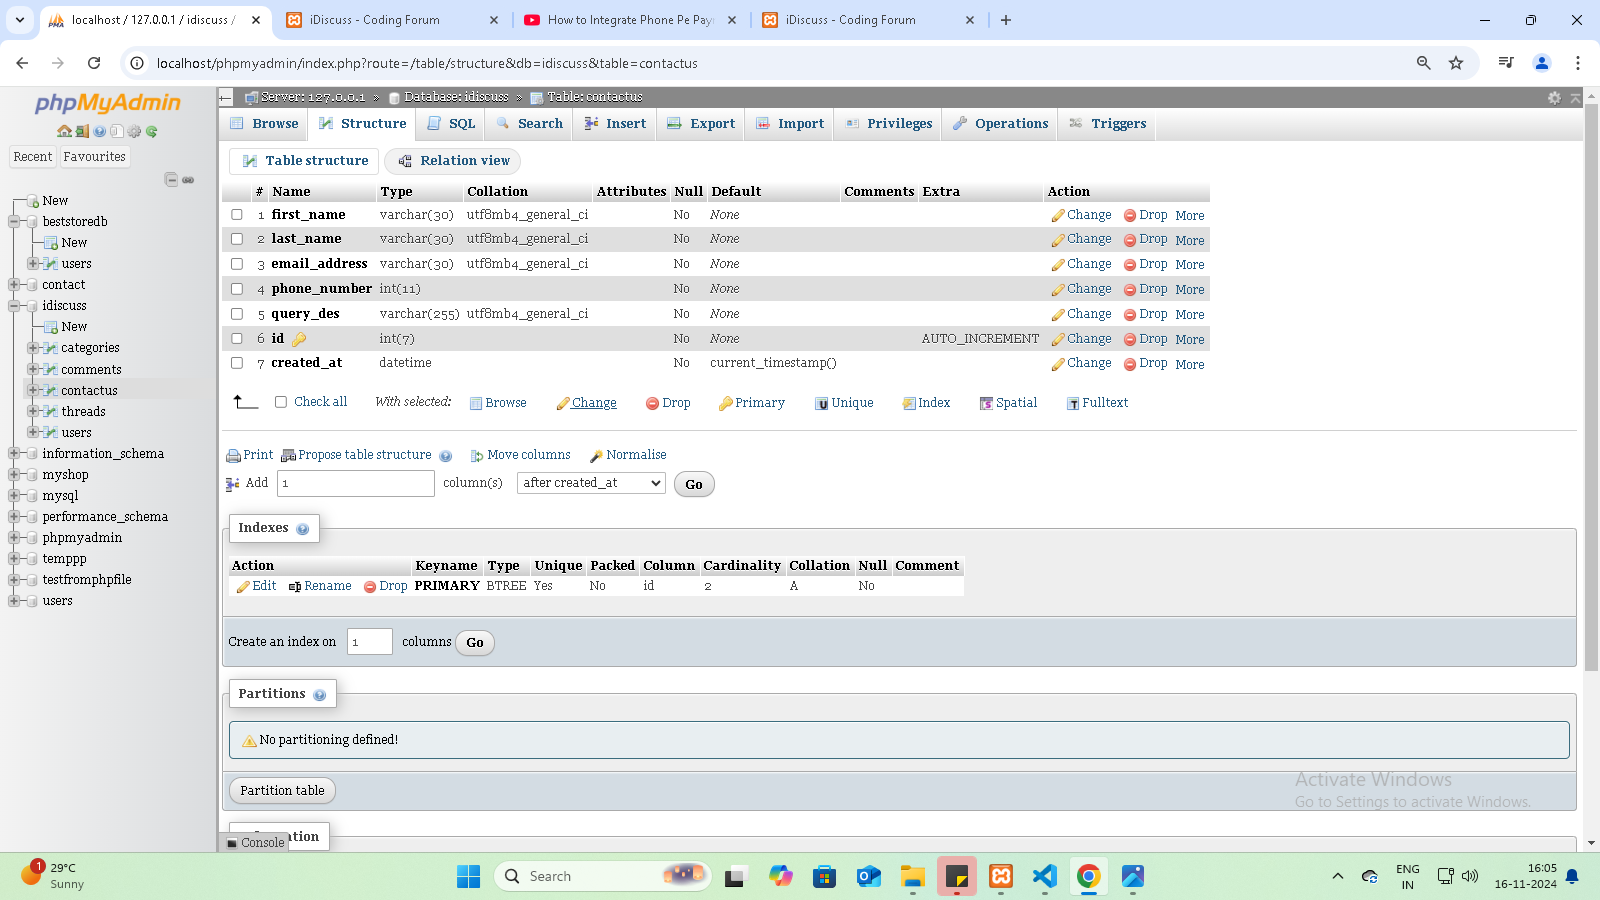 localhost / 127.0.0.1 / idiscuss /
iDiscuss - Coding Forum
How to Integrate Phone Pe Pay
iDiscuss - Coding Forum
localhost/phpmyadmin/index.php?route=/table/structure&db=idiscuss&table=contactus
phpMyAdmin
Recent Favourites
New
beststoredb
New
users
contact
idiscuss
New
categories
comments
contactus
threads
users
information_schema
myshop
mysql
performance_schema
phpmyadmin
temppp
testfromphpfile
users
Server: 127.0.0.1 » Database: idiscuss » Table: contactus
Browse Structure SQL Search Insert Export Import Privileges Operations Triggers
Table structure Relation view
# Name Type Collation Attributes Null Default Comments Extra Action
1 first_name varchar(30) utf8mb4_general_ci No None Change Drop More
2 last_name varchar(30) utf8mb4_general_ci No None Change Drop More
3 email_address varchar(30) utf8mb4_general_ci No None Change Drop More
4 phone_number int(11) No None Change Drop More
5 query_des varchar(255) utf8mb4_general_ci No None Change Drop More
6 id int(7) No None AUTO_INCREMENT Change Drop More
7 created_at datetime No current_timestamp() Change Drop More
Check all With selected: Browse Change Drop Primary Unique Index Spatial Fulltext
Print Propose table structure Move columns Normalise
Add 1 column(s) after created_at Go
Indexes
Action Keyname Type Unique Packed Column Cardinality Collation Null Comment
Edit Rename Drop PRIMARY BTREE Yes No id 2 A No
Create an index on 1 columns Go
Partitions
No partitioning defined!
Partition table
Activate Windows
Go to Settings to activate Windows.
Console
1
29°C
Sunny
Search
ENG
IN
16:05
16-11-2024